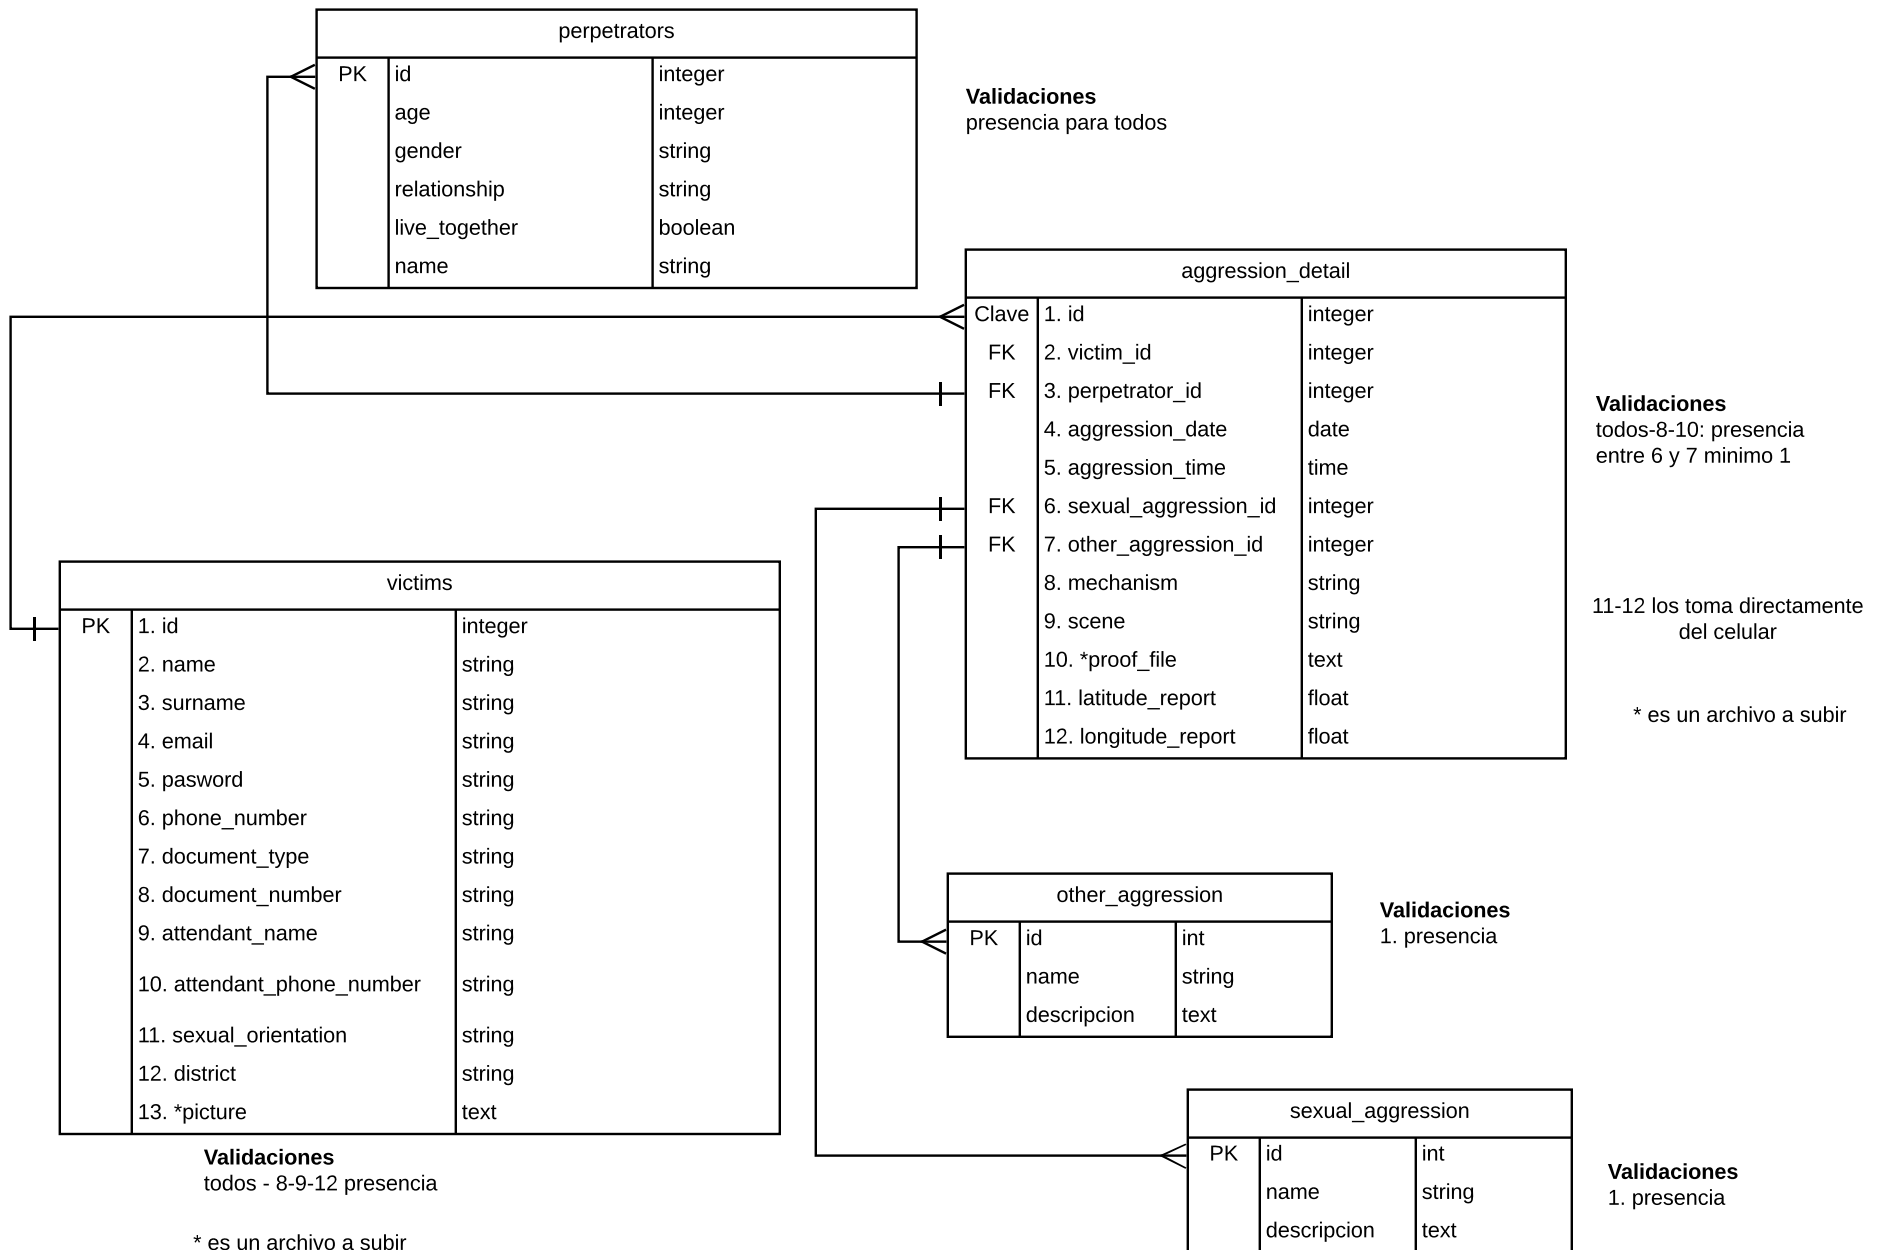 perpetrators
PK id integer
age integer
gender string
relationship string
live_together boolean
name string
Validaciones
presencia para todos
aggression_detail
Clave 1. id integer
FK 2. victim_id integer
FK 3. perpetrator_id integer
4. aggression_date date
5. aggression_time time
FK 6. sexual_aggression_id integer
FK 7. other_aggression_id integer
8. mechanism string
9. scene string
10. *proof_file text
11. latitude_report float
12. longitude_report float
Validaciones
todos-8-10: presencia
entre 6 y 7 minimo 1
11-12 los toma directamente
del celular
* es un archivo a subir
victims
PK 1. id integer
2. name string
3. surname string
4. email string
5. pasword string
6. phone_number string
7. document_type string
8. document_number string
9. attendant_name string
10. attendant_phone_number string
11. sexual_orientation string
12. district string
13. *picture text
Validaciones
todos - 8-9-12 presencia
* es un archivo a subir
other_aggression
PK id int
name string
descripcion text
Validaciones
1. presencia
sexual_aggression
PK id int
name string
descripcion text
Validaciones
1. presencia